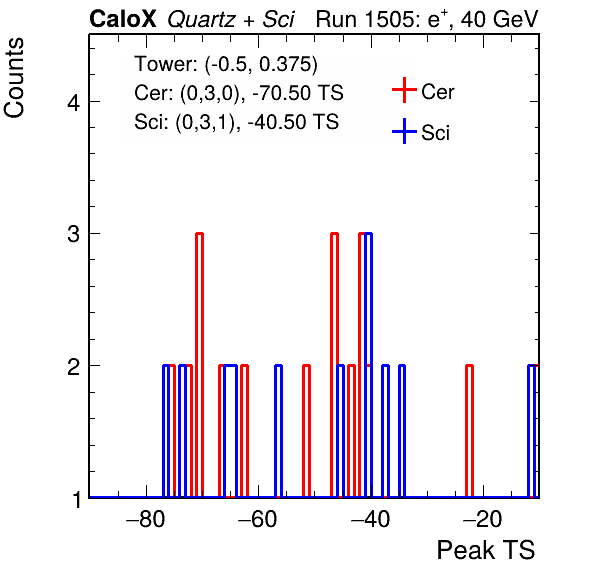 CaloX Quartz + Sci Run 1505: e⁺, 40 GeV
Counts
Tower: (-0.5, 0.375)
Cer: (0,3,0), -70.50 TS
Sci: (0,3,1), -40.50 TS
Cer
Sci
4
3
2
1
−80 −60 −40 −20
Peak TS